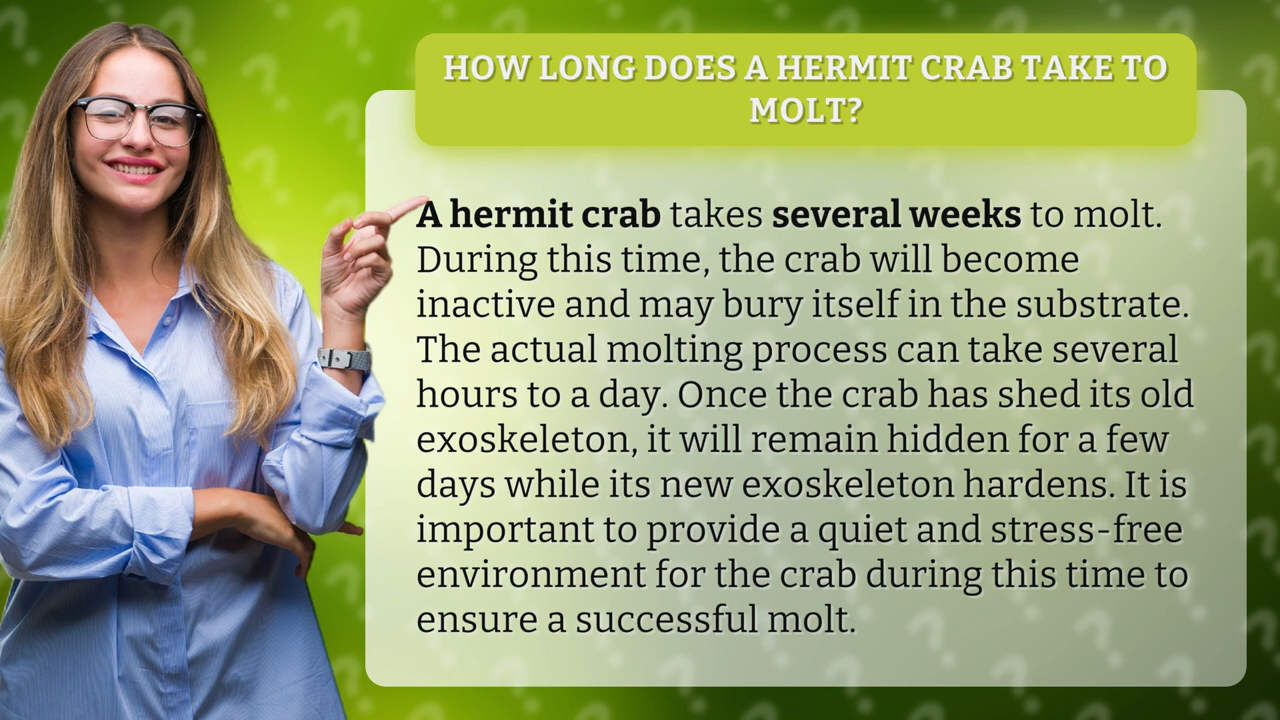 HOW LONG DOES A HERMIT CRAB TAKE TO
MOLT?
A hermit crab takes several weeks to molt.
During this time, the crab will become
inactive and may bury itself in the substrate.
The actual molting process can take several
hours to a day. Once the crab has shed its old
exoskeleton, it will remain hidden for a few
days while its new exoskeleton hardens. It is
important to provide a quiet and stress-free
environment for the crab during this time to
ensure a successful molt.